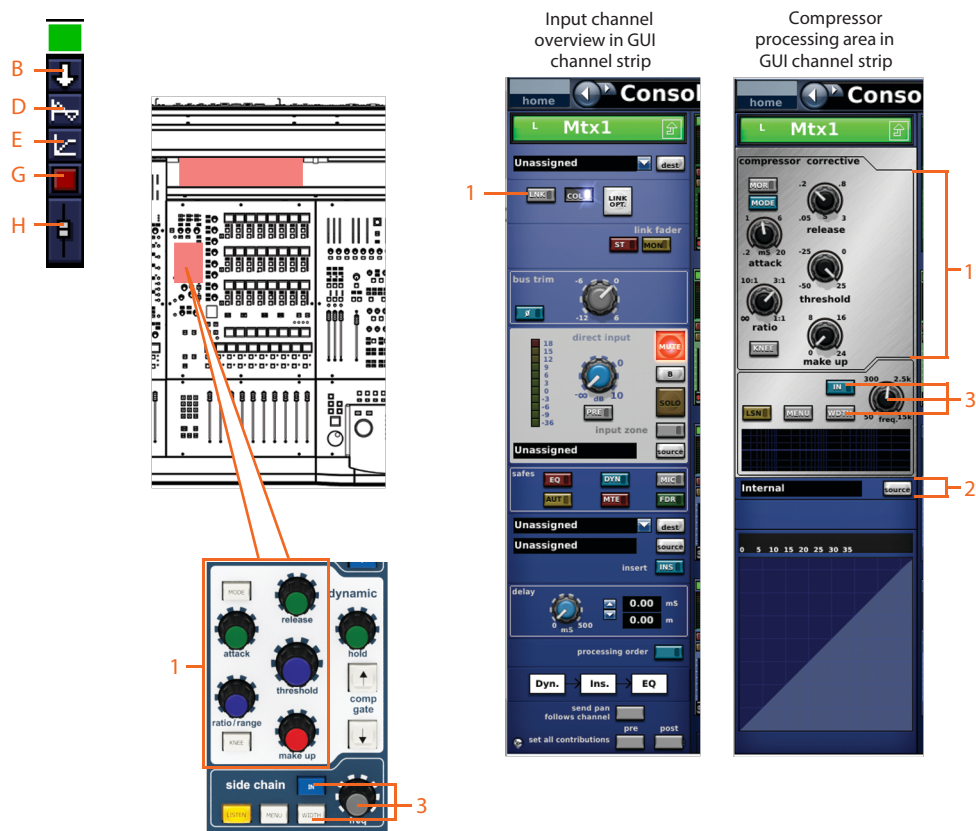 B
D
E
G
H
Input channel
overview in GUI
channel strip
Compressor
processing area in
GUI channel strip
home
Consol
L
Mtx1
Unassigned
dest
1
LNK
COL
LINK
OPT.
link fader
ST
MON
bus trim
-6
0
-12
6
ø
direct input
18
15
12
9
6
3
0
-3
-6
-9
-36
0
-∞
dB
10
PRE
MUTE
B
SOLO
input zone
Unassigned
source
safes
EQ
DYN
MIC
AUT
MTE
FDR
Unassigned
dest
Unassigned
source
insert
INS
delay
0
mS
500
0.00
mS
0.00
m
processing order
Dyn.
Ins.
EQ
send pan
follows channel
pre
post
set all contributions
home
Conso
L
Mtx1
compressor corrective
MOR
MODE
.2
.8
.05
3
release
1
6
.2
mS
20
attack
-25
0
-50
25
threshold
10:1
3:1
∞
1:1
ratio
8
16
0
24
make up
KNEE
1
IN
300
2.5k
50
freq.
15k
LSN
MENU
WDTH
3
Internal
source
2
0 5 10 15 20 25 30 35
MODE
dynamic
release
attack
hold
threshold
ratio/range
comp
gate
KNEE
make up
1
side chain
IN
LISTEN
MENU
WIDTH
freq
3